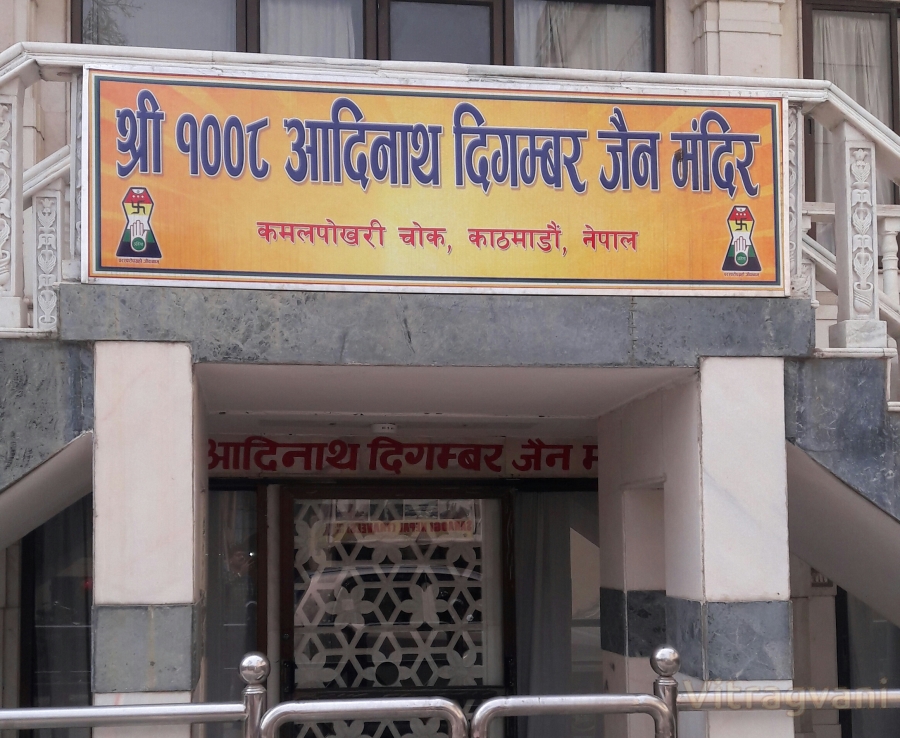 श्री १००८ आदिनाथ दिगम्बर जैन मंदिर
कमलपोखरी चोक, काठमाडौं, नेपाल
आदिनाथ दिगम्बर जैन
Vitragvani